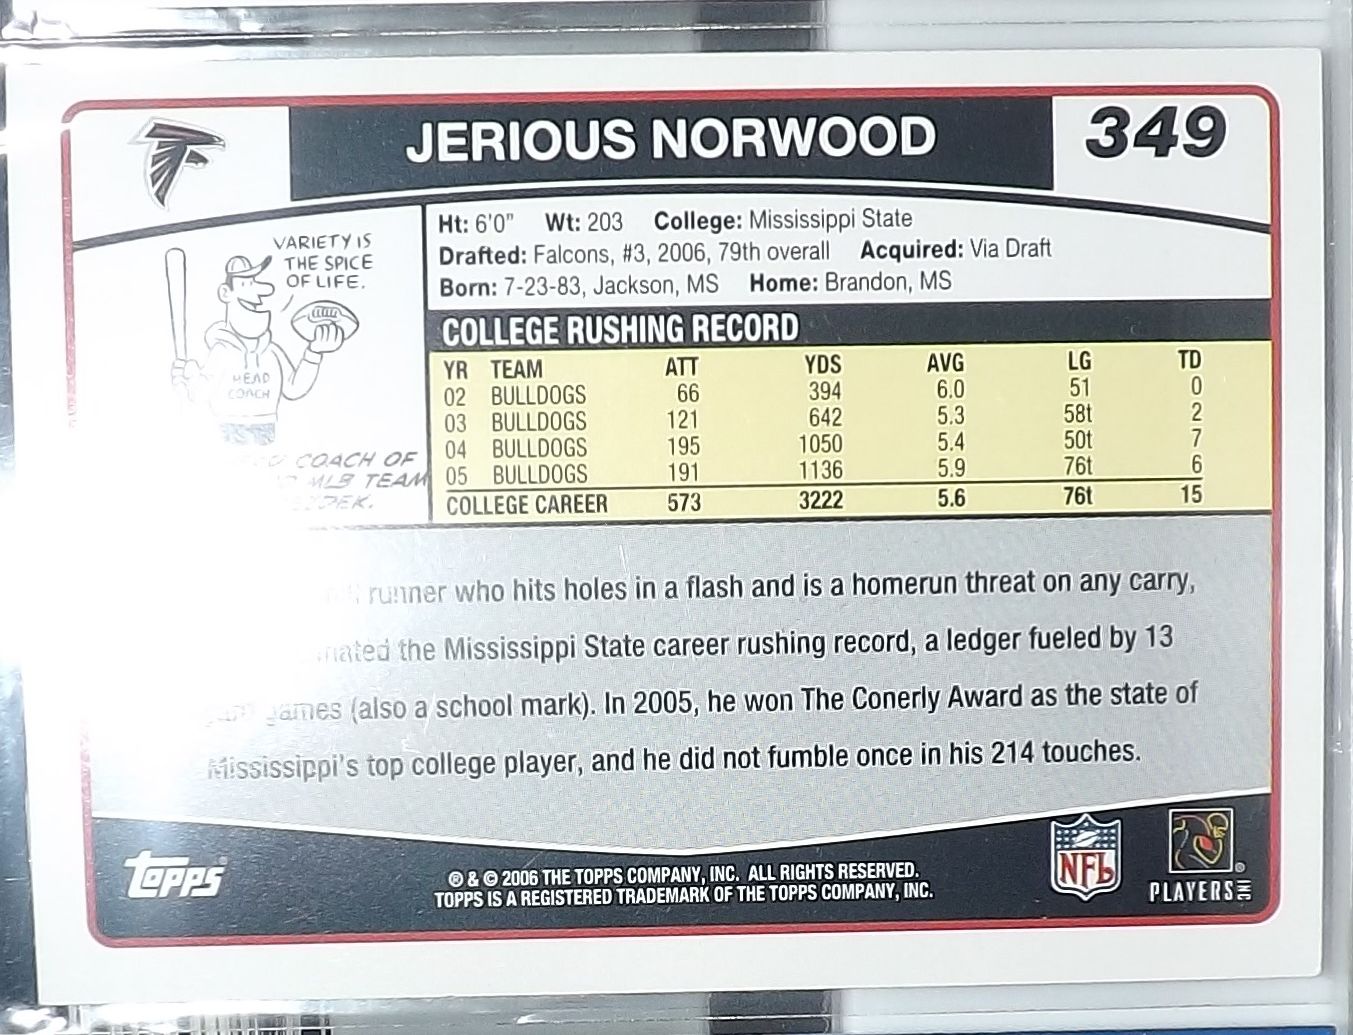 JERIOUS NORWOOD
349
VARIETY IS
THE SPICE
OF LIFE.
HEAD
COACH
COACH OF
MLB TEAM
Ht: 6'0" Wt: 203 College: Mississippi State
Drafted: Falcons, #3, 2006, 79th overall Acquired: Via Draft
Born: 7-23-83, Jackson, MS Home: Brandon, MS
COLLEGE RUSHING RECORD
YR TEAM ATT YDS AVG LG TD
02 BULLDOGS 66 394 6.0 51 0
03 BULLDOGS 121 642 5.3 58t 2
04 BULLDOGS 195 1050 5.4 50t 7
05 BULLDOGS 191 1136 5.9 76t 6
COLLEGE CAREER 573 3222 5.6 76t 15
runner who hits holes in a flash and is a homerun threat on any carry,
the Mississippi State career rushing record, a ledger fueled by 13
games (also a school mark). In 2005, he won The Conerly Award as the state of
Mississippi's top college player, and he did not fumble once in his 214 touches.
Topps
® & © 2006 THE TOPPS COMPANY, INC. ALL RIGHTS RESERVED.
TOPPS IS A REGISTERED TRADEMARK OF THE TOPPS COMPANY, INC.
NFL
PLAYERS INC